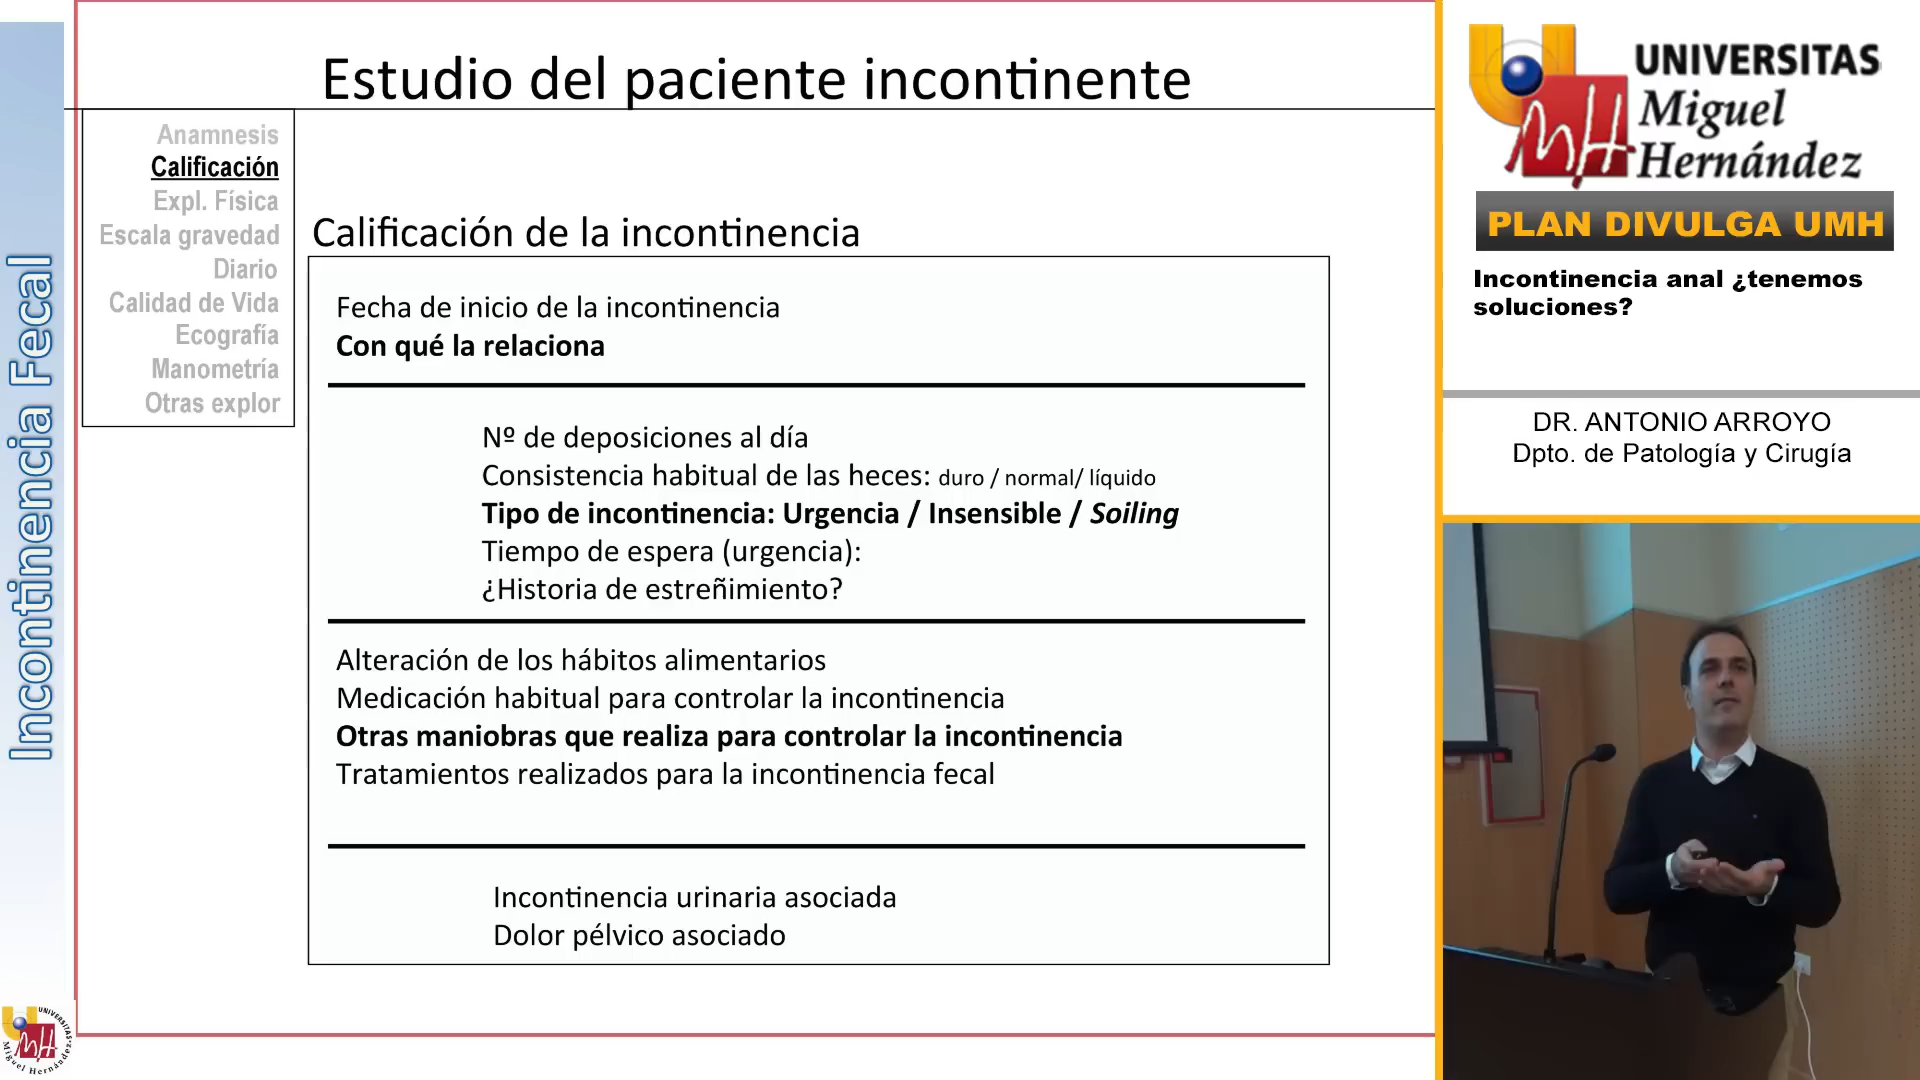 Estudio del paciente incontinente
Incontinencia Fecal
Anamnesis
Calificación
Expl. Física
Escala gravedad
Diario
Calidad de Vida
Ecografía
Manometría
Otras explor
Calificación de la incontinencia
Fecha de inicio de la incontinencia
Con qué la relaciona
Nº de deposiciones al día
Consistencia habitual de las heces: duro / normal/ líquido
Tipo de incontinencia: Urgencia / Insensible / Soiling
Tiempo de espera (urgencia):
¿Historia de estreñimiento?
Alteración de los hábitos alimentarios
Medicación habitual para controlar la incontinencia
Otras maniobras que realiza para controlar la incontinencia
Tratamientos realizados para la incontinencia fecal
Incontinencia urinaria asociada
Dolor pélvico asociado
UNIVERSITAS
Miguel Hernández
UNIVERSITAS
Miguel
Hernández
PLAN DIVULGA UMH
Incontinencia anal ¿tenemos
soluciones?
DR. ANTONIO ARROYO
Dpto. de Patología y Cirugía